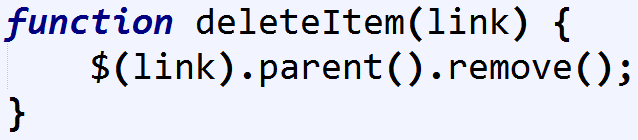 function deleteItem(link) {
    $(link).parent().remove();
}